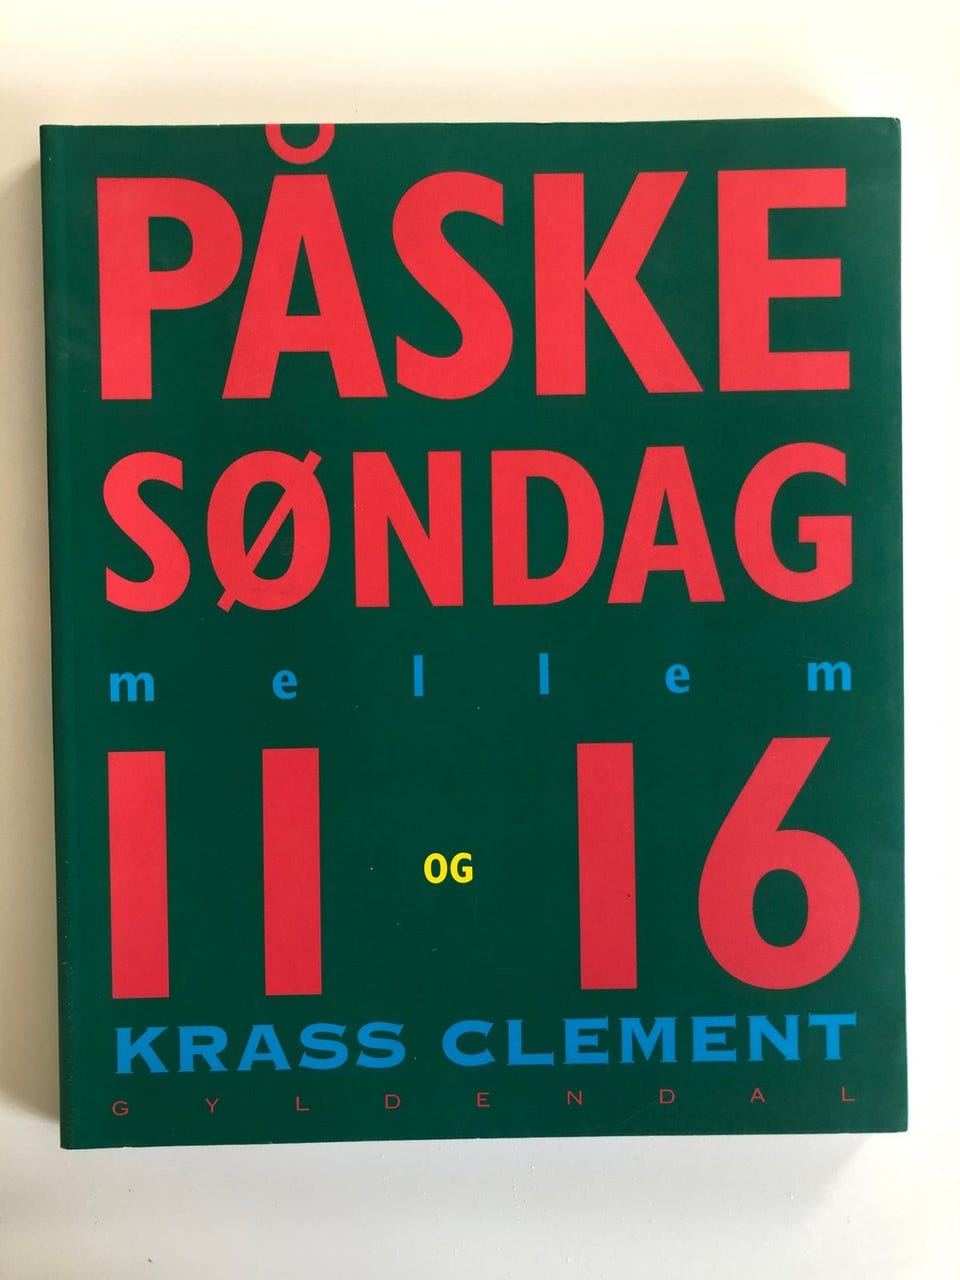 PÅSKE
SØNDAG
mellem
11 OG 16
KRASS CLEMENT
GYLDENDAL